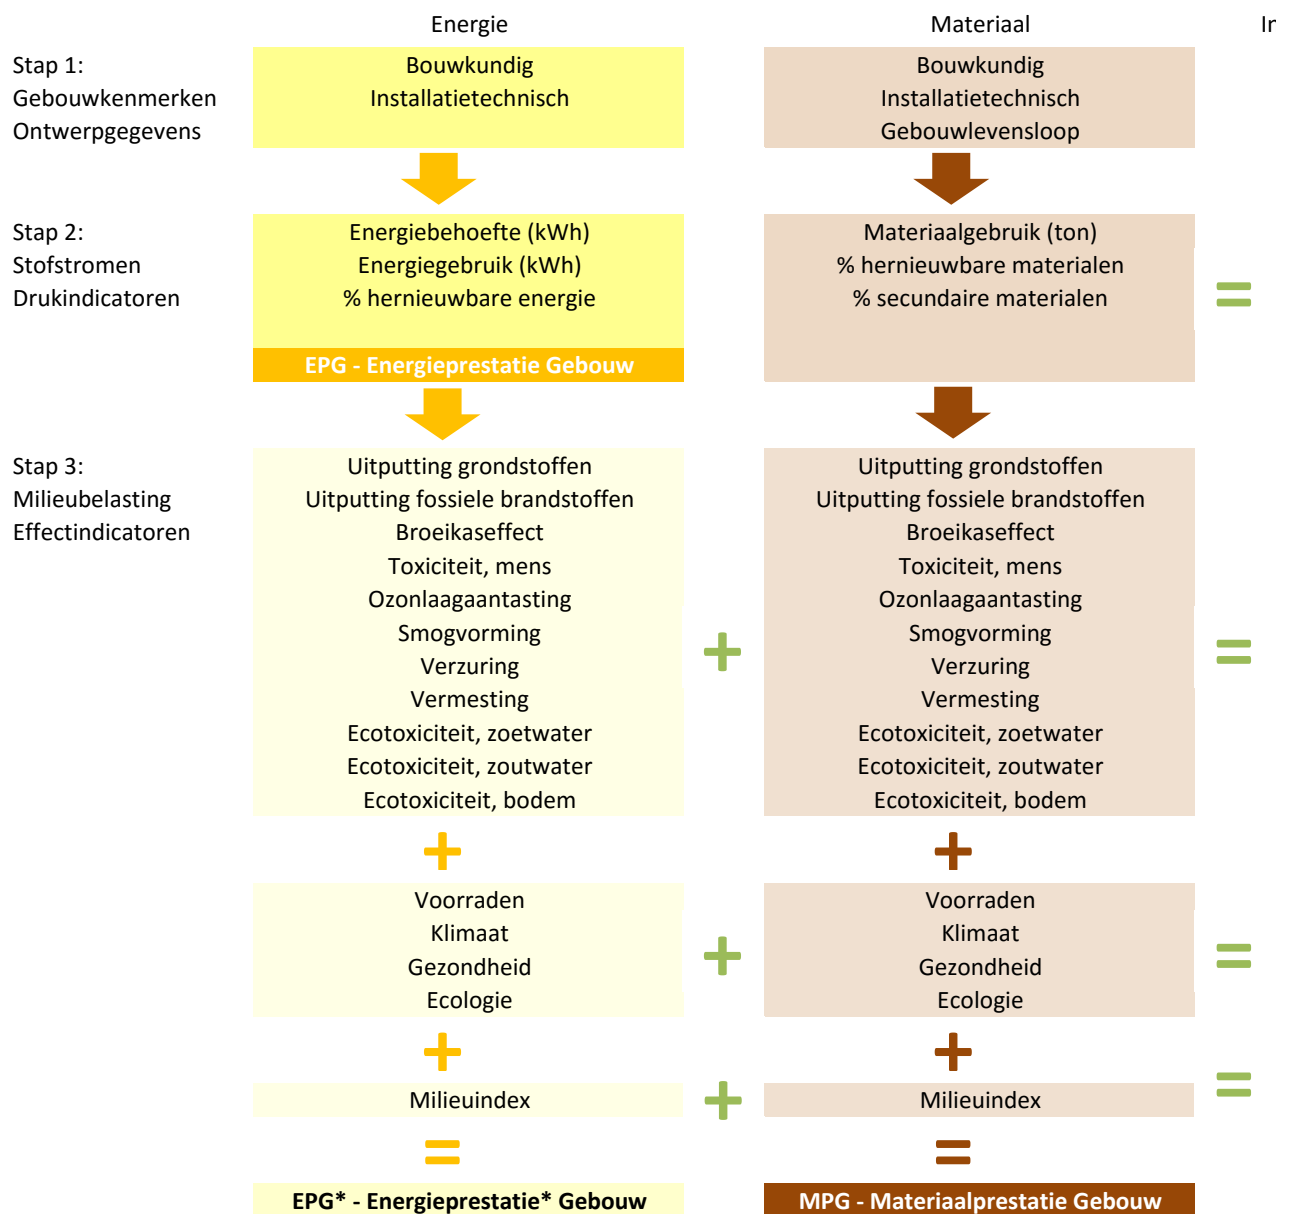 Energie
Materiaal
Stap 1:
Gebouwkenmerken
Ontwerpgegevens
Bouwkundig
Installatietechnisch
Bouwkundig
Installatietechnisch
Gebouwlevensloop
Stap 2:
Stofstromen
Drukindicatoren
Energiebehoefte (kWh)
Energiegebruik (kWh)
% hernieuwbare energie
EPG - Energieprestatie Gebouw
Materiaalgebruik (ton)
% hernieuwbare materialen
% secundaire materialen
=
Stap 3:
Milieubelasting
Effectindicatoren
Uitputting grondstoffen
Uitputting fossiele brandstoffen
Broeikaseffect
Toxiciteit, mens
Ozonlaagaantasting
Smogvorming
Verzuring
Vermesting
Ecotoxiciteit, zoetwater
Ecotoxiciteit, zoutwater
Ecotoxiciteit, bodem
+
Uitputting grondstoffen
Uitputting fossiele brandstoffen
Broeikaseffect
Toxiciteit, mens
Ozonlaagaantasting
Smogvorming
Verzuring
Vermesting
Ecotoxiciteit, zoetwater
Ecotoxiciteit, zoutwater
Ecotoxiciteit, bodem
=
+
+
Voorraden
Klimaat
Gezondheid
Ecologie
+
Voorraden
Klimaat
Gezondheid
Ecologie
=
+
+
Milieuindex
+
Milieuindex
=
=
=
EPG* - Energieprestatie* Gebouw
MPG - Materiaalprestatie Gebouw